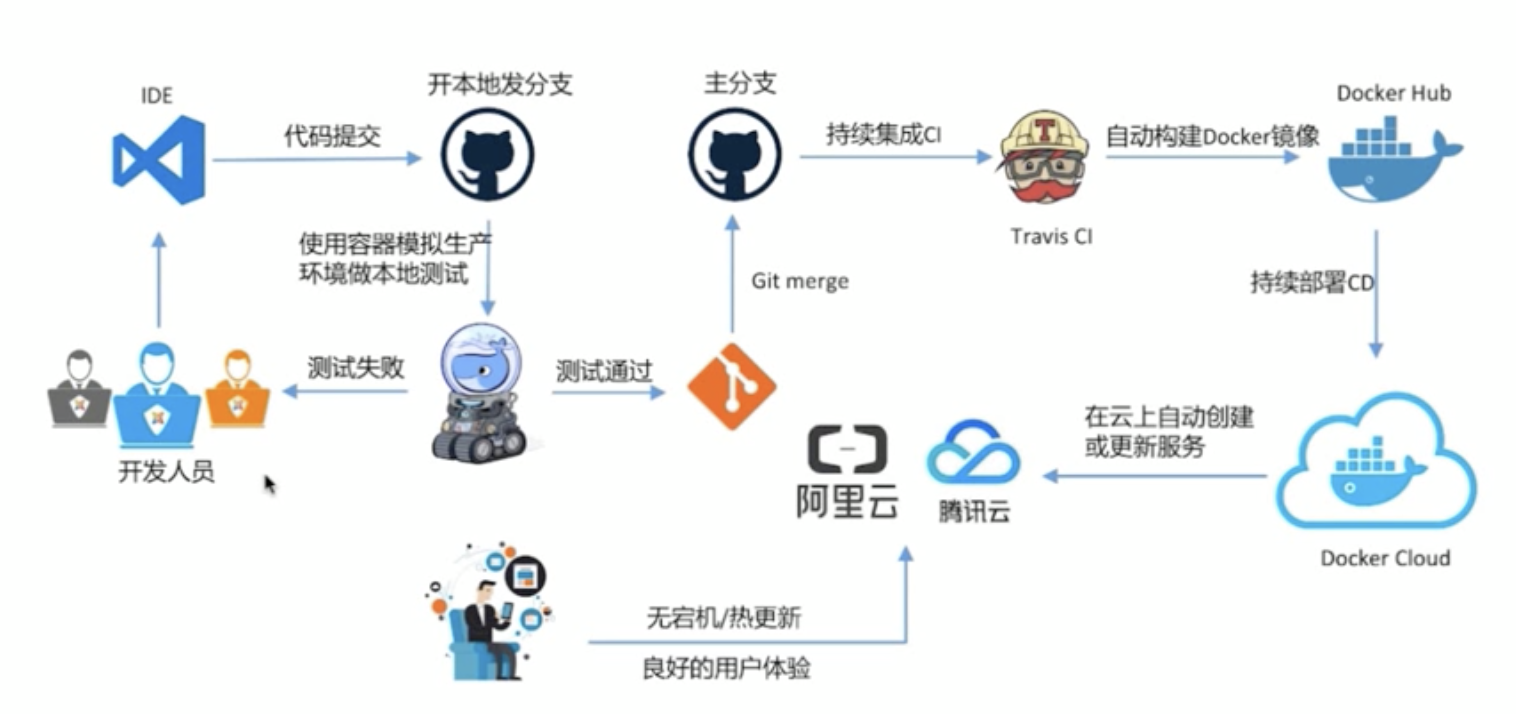 IDE
开本地发分支
主分支
Docker Hub
代码提交
持续集成CI
自动构建Docker镜像
T
Travis CI
使用容器模拟生产
环境做本地测试
Git merge
持续部署CD
测试失败
测试通过
开发人员
在云上自动创建
或更新服务
阿里云
腾讯云
Docker Cloud
无宕机/热更新
良好的用户体验